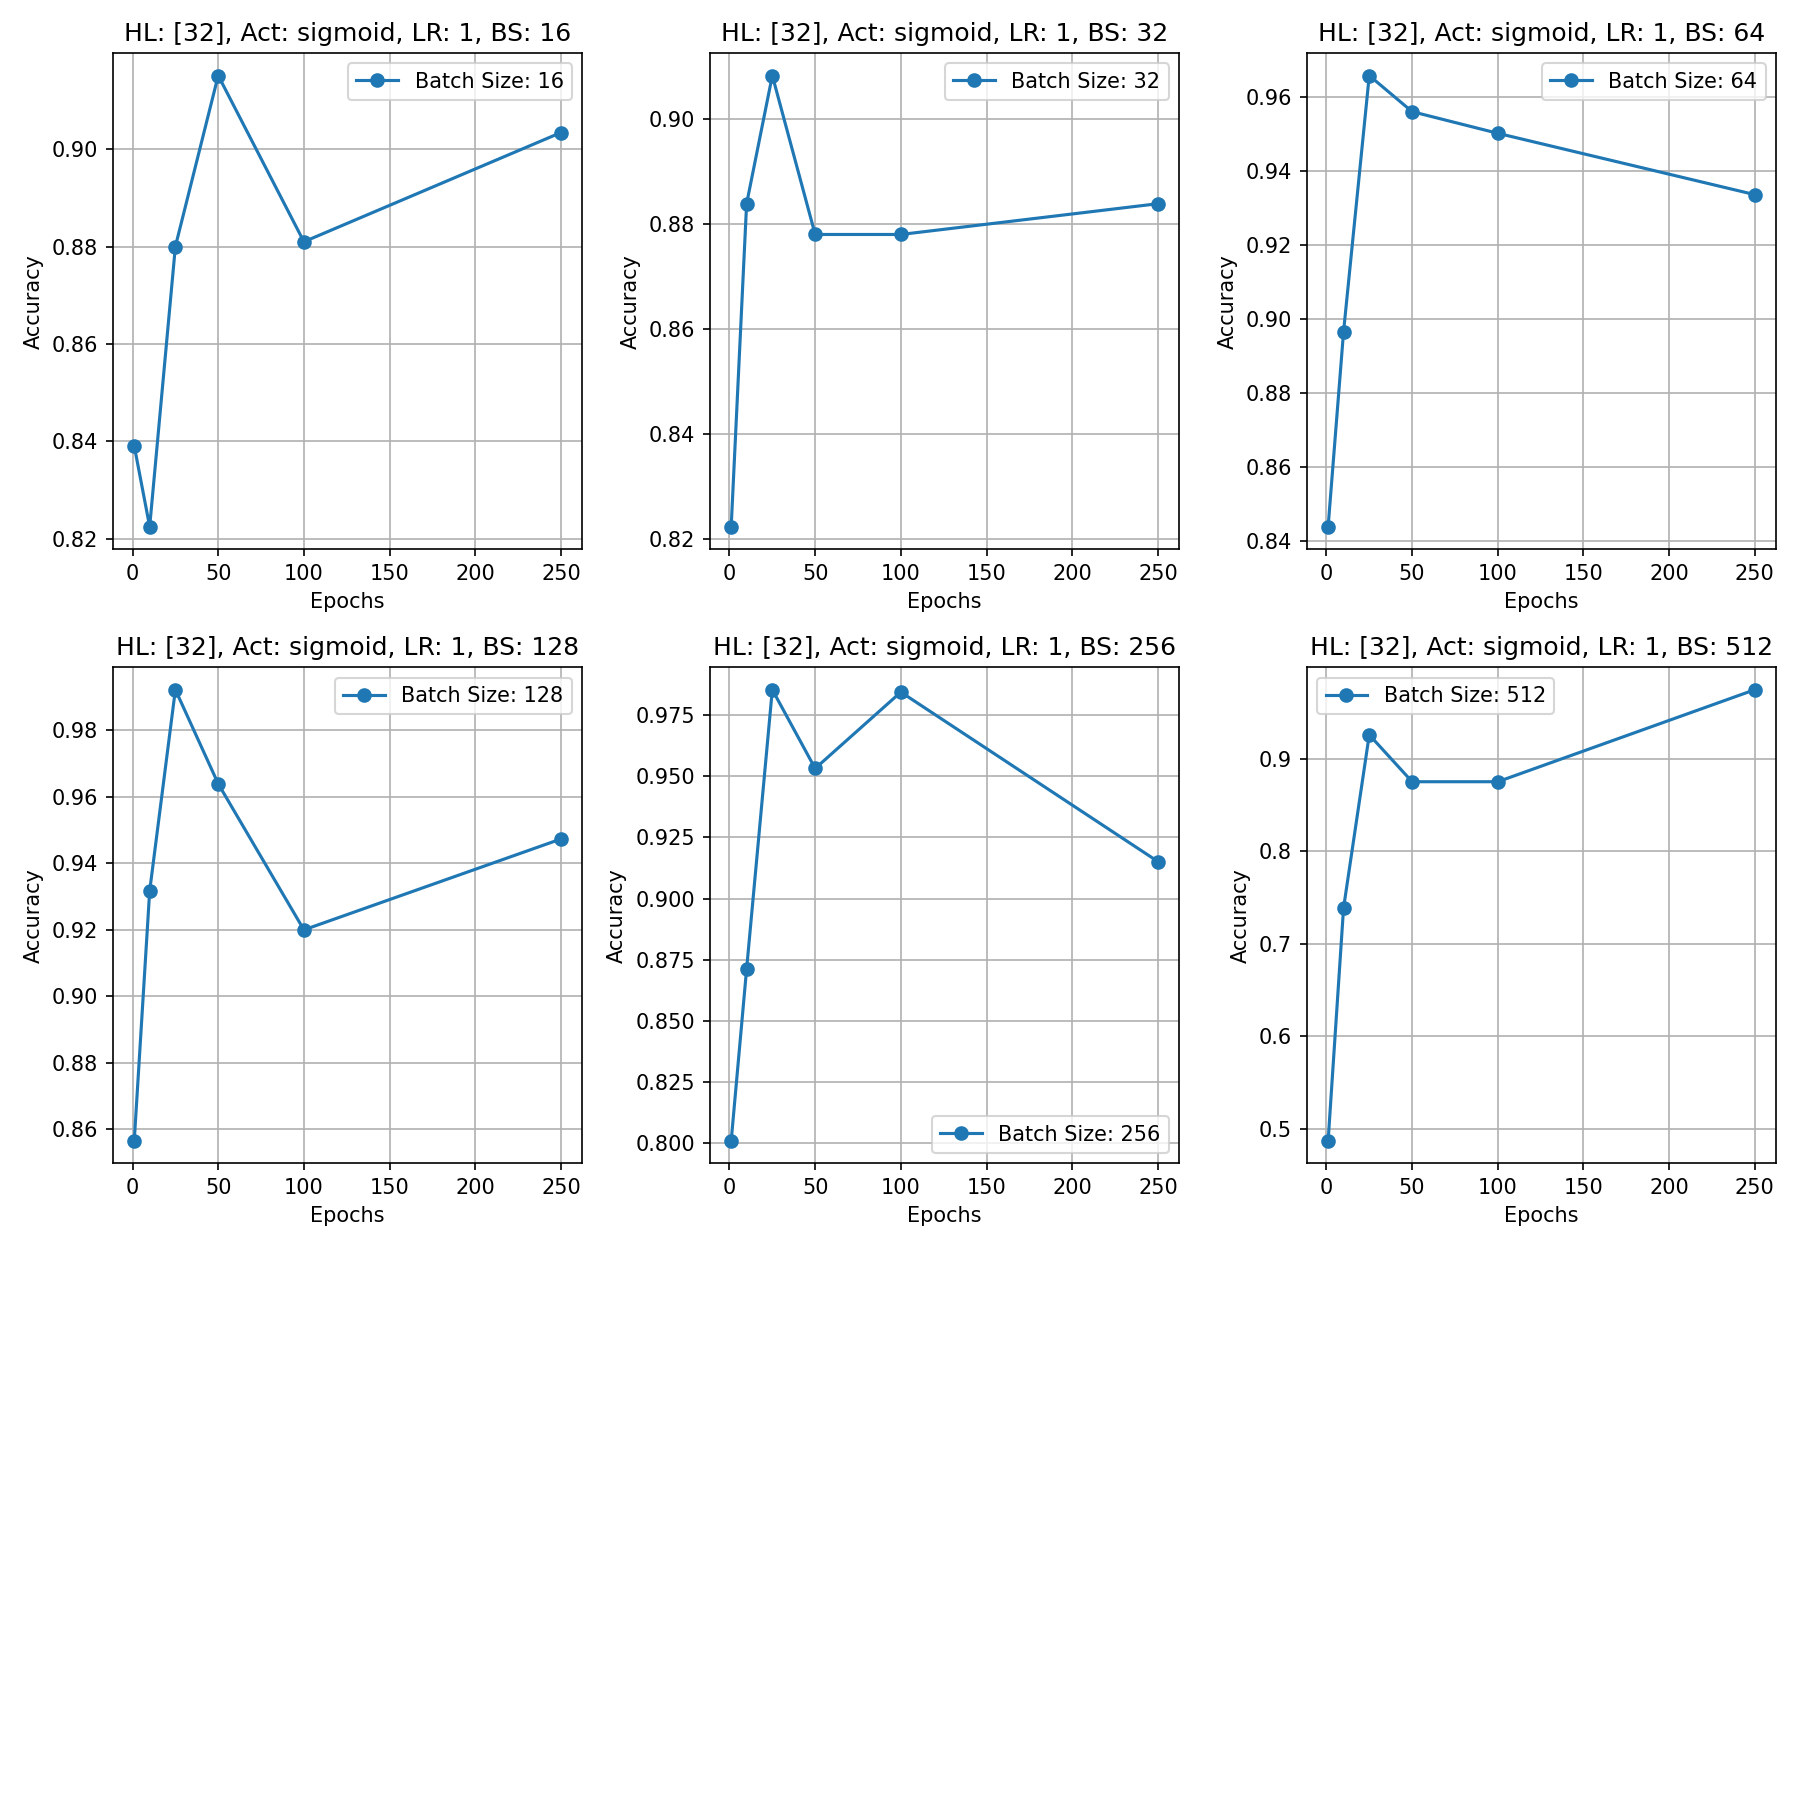 HL: [32], Act: sigmoid, LR: 1, BS: 16
Batch Size: 16
Accuracy
0.90
0.88
0.86
0.84
0.82
0 50 100 150 200 250
Epochs
HL: [32], Act: sigmoid, LR: 1, BS: 32
Batch Size: 32
Accuracy
0.90
0.88
0.86
0.84
0.82
0 50 100 150 200 250
Epochs
HL: [32], Act: sigmoid, LR: 1, BS: 64
Batch Size: 64
Accuracy
0.96
0.94
0.92
0.90
0.88
0.86
0.84
0 50 100 150 200 250
Epochs
HL: [32], Act: sigmoid, LR: 1, BS: 128
Batch Size: 128
Accuracy
0.98
0.96
0.94
0.92
0.90
0.88
0.86
0 50 100 150 200 250
Epochs
HL: [32], Act: sigmoid, LR: 1, BS: 256
Batch Size: 256
Accuracy
0.975
0.950
0.925
0.900
0.875
0.850
0.825
0.800
0 50 100 150 200 250
Epochs
HL: [32], Act: sigmoid, LR: 1, BS: 512
Batch Size: 512
Accuracy
0.9
0.8
0.7
0.6
0.5
0 50 100 150 200 250
Epochs